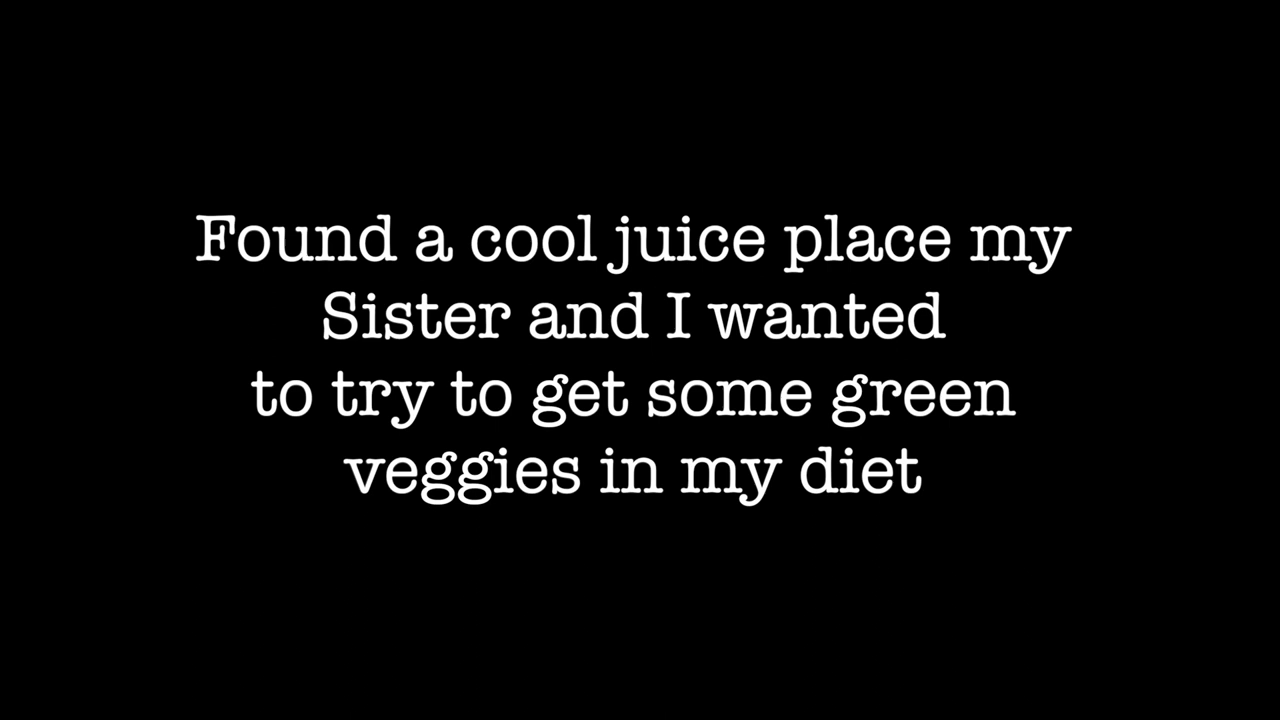 Found a cool juice place my
Sister and I wanted
to try to get some green
veggies in my diet